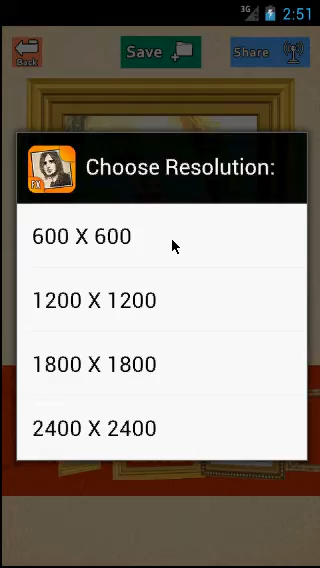 3G 2:51
Back Save Share
FX Choose Resolution:
600 X 600
1200 X 1200
1800 X 1800
2400 X 2400